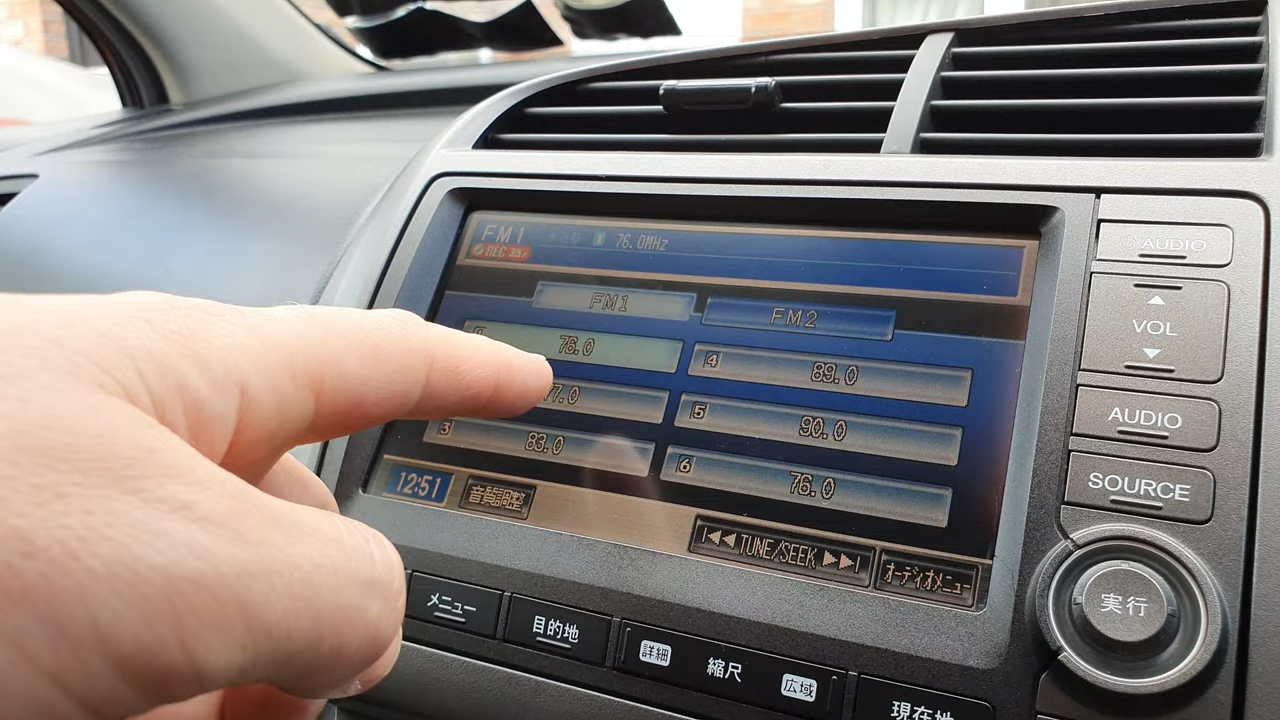 FM1
76.0MHz
REC 35%
FM1
FM2
76.0
4
89.0
77.0
5
90.0
3
83.0
6
76.0
12:51
音質調整
TUNE/SEEK
オーディオメニュー
AUDIO
VOL
AUDIO
SOURCE
実行
メニュー
目的地
詳細
縮尺
広域
現在地